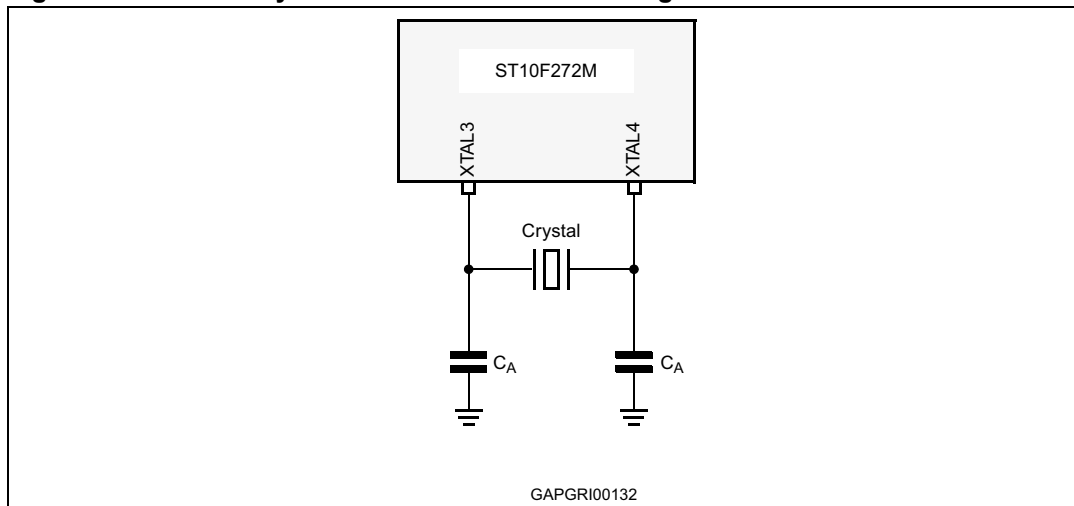 ST10F272M
XTAL3
XTAL4
Crystal
CA
CA
GAPGRI00132